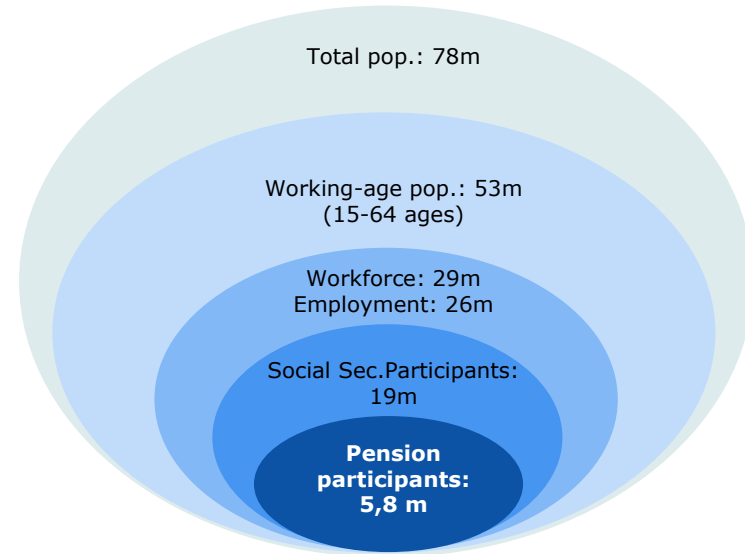 Total pop.: 78m
Working-age pop.: 53m
(15-64 ages)
Workforce: 29m
Employment: 26m
Social Sec.Participants:
19m
Pension
participants:
5,8 m